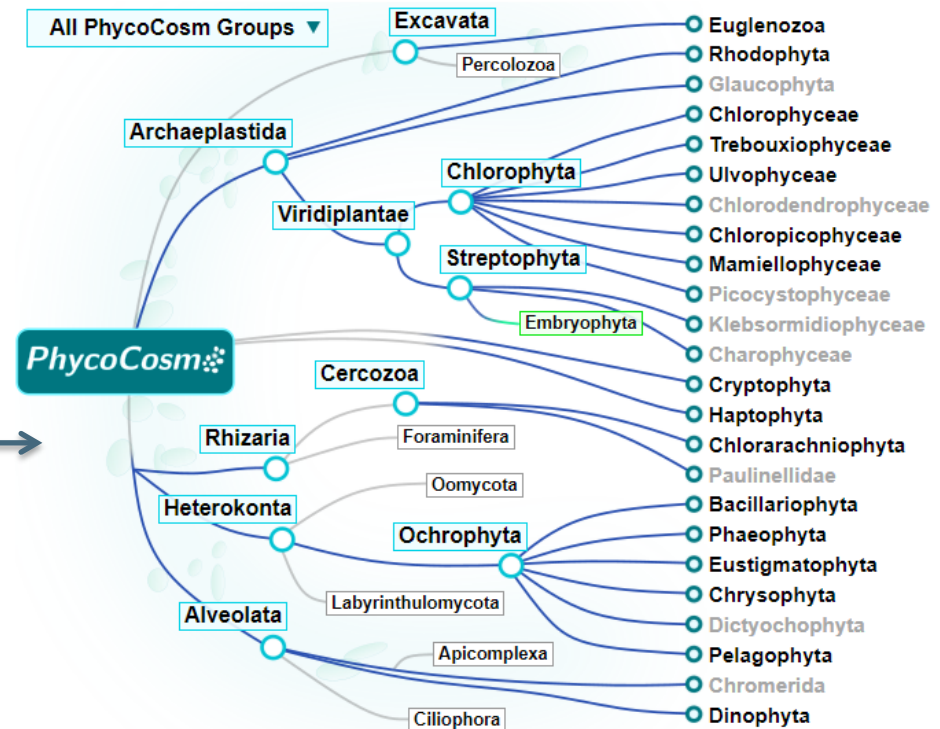 All PhycoCosm Groups ▼
Excavata
Euglenozoa
Rhodophyta
Percolozoa
Glaucophyta
Chlorophyceae
Archaeplastida
Trebouxiophyceae
Chlorophyta
Ulvophyceae
Viridiplantae
Chlorodendrophyceae
Chloropicophyceae
Streptophyta
Mamiellophyceae
Picocystophyceae
Embryophyta
Klebsormidiophyceae
PhycoCosm
Charophyceae
Cercozoa
Cryptophyta
Haptophyta
Rhizaria
Foraminifera
Chlorarachniophyta
Paulinellidae
Oomycota
Heterokonta
Bacillariophyta
Ochrophyta
Phaeophyta
Eustigmatophyta
Labyrinthulomycota
Chrysophyta
Alveolata
Dictyochophyta
Apicomplexa
Pelagophyta
Chromerida
Ciliophora
Dinophyta